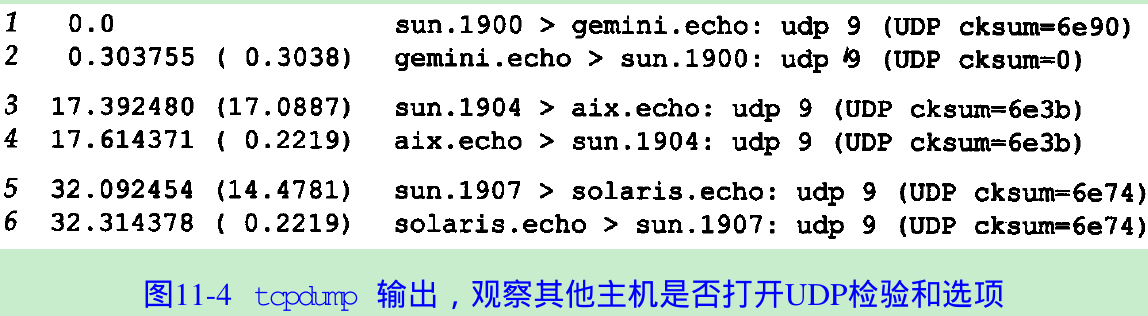 1 0.0 sun.1900 > gemini.echo: udp 9 (UDP cksum=6e90)
2 0.303755 ( 0.3038) gemini.echo > sun.1900: udp 9 (UDP cksum=0)
3 17.392480 (17.0887) sun.1904 > aix.echo: udp 9 (UDP cksum=6e3b)
4 17.614371 ( 0.2219) aix.echo > sun.1904: udp 9 (UDP cksum=6e3b)
5 32.092454 (14.4781) sun.1907 > solaris.echo: udp 9 (UDP cksum=6e74)
6 32.314378 ( 0.2219) solaris.echo > sun.1907: udp 9 (UDP cksum=6e74)
图11-4 tcpdump 输出，观察其他主机是否打开UDP检验和选项